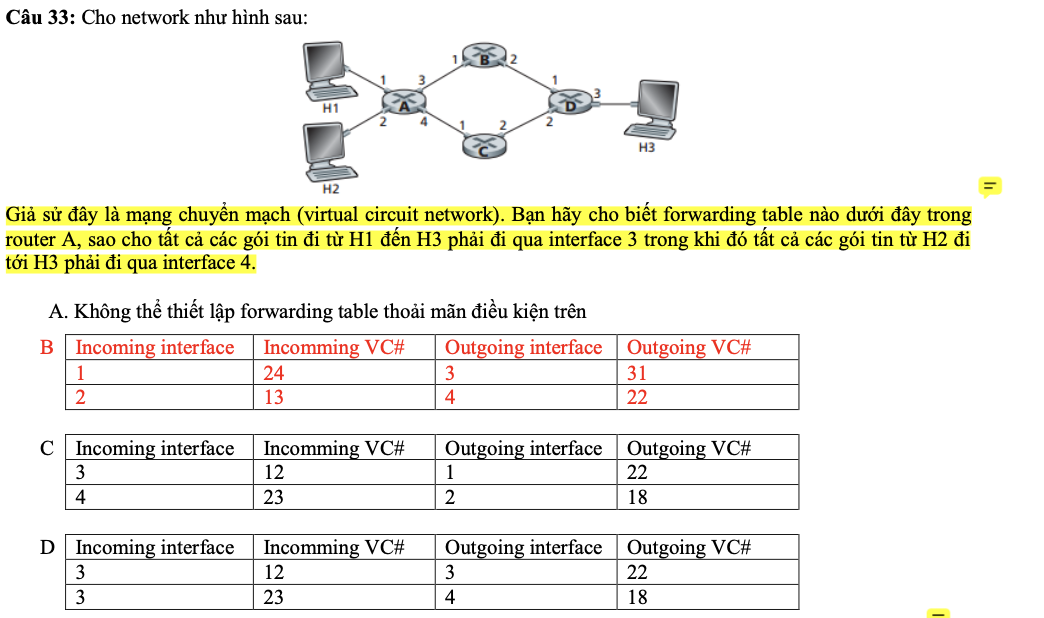 Câu 33: Cho network như hình sau:
1 B 2
1 3 1 3
H1 A D
2 4 1 2 2
C H3
H2
Giả sử đây là mạng chuyển mạch (virtual circuit network). Bạn hãy cho biết forwarding table nào dưới đây trong
router A, sao cho tất cả các gói tin đi từ H1 đến H3 phải đi qua interface 3 trong khi đó tất cả các gói tin từ H2 đi
tới H3 phải đi qua interface 4.
A. Không thể thiết lập forwarding table thoải mãn điều kiện trên
B Incoming interface Incomming VC# Outgoing interface Outgoing VC#
1 24 3 31
2 13 4 22
C Incoming interface Incomming VC# Outgoing interface Outgoing VC#
3 12 1 22
4 23 2 18
D Incoming interface Incomming VC# Outgoing interface Outgoing VC#
3 12 3 22
3 23 4 18